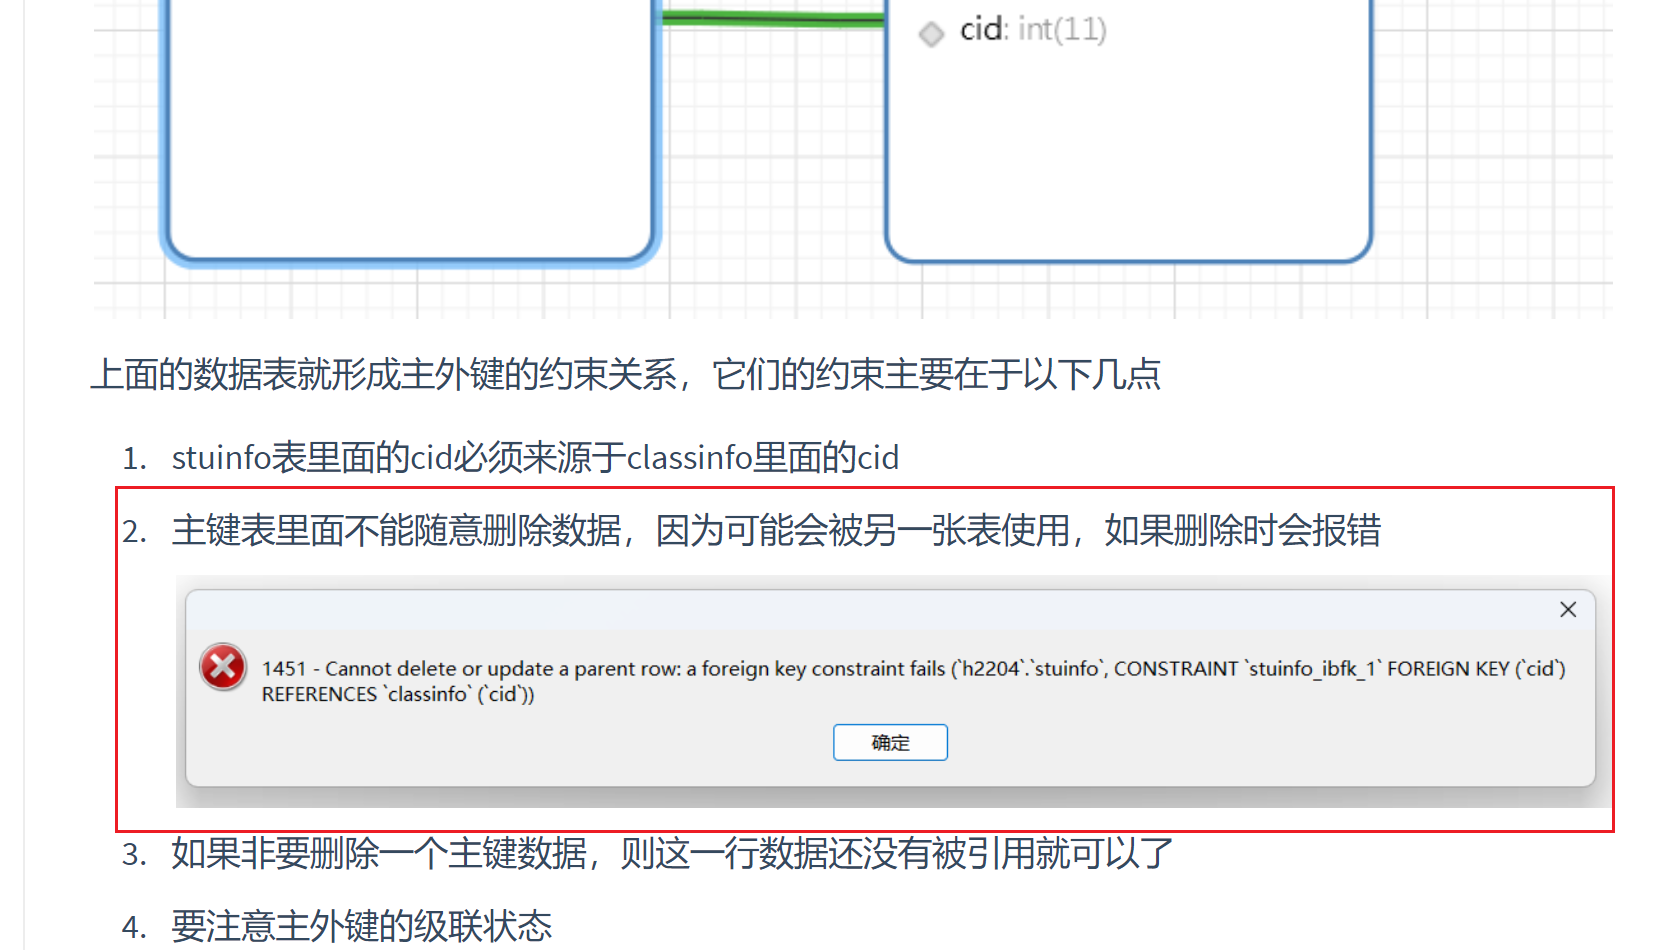 cid: int(11)
上面的数据表就形成主外键的约束关系，它们的约束主要在于以下几点
1. stuinfo表里面的cid必须来源于classinfo里面的cid
2. 主键表里面不能随意删除数据，因为可能会被另一张表使用，如果删除时会报错
1451 - Cannot delete or update a parent row: a foreign key constraint fails (`h2204`.`stuinfo`, CONSTRAINT `stuinfo_ibfk_1` FOREIGN KEY (`cid`)
REFERENCES `classinfo` (`cid`))
确定
3. 如果非要删除一个主键数据，则这一行数据还没有被引用就可以了
4. 要注意主外键的级联状态